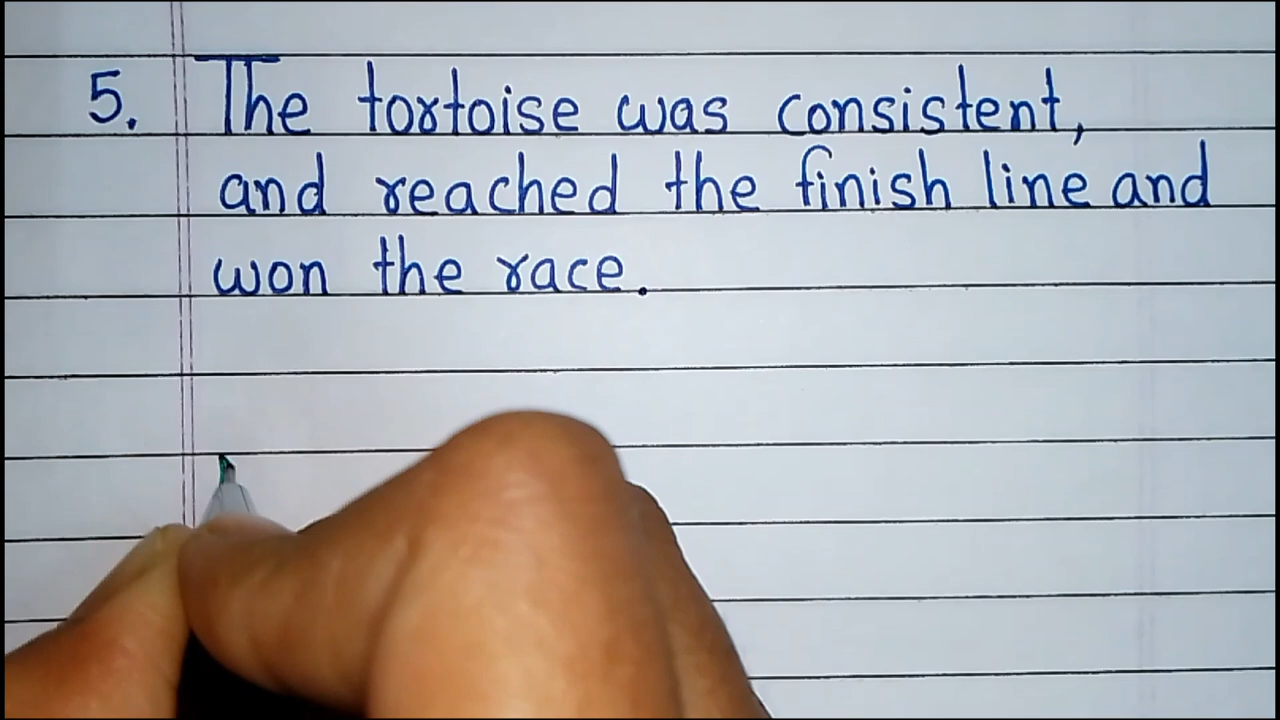 5. The tortoise was consistent,
and reached the finish line and
won the race.